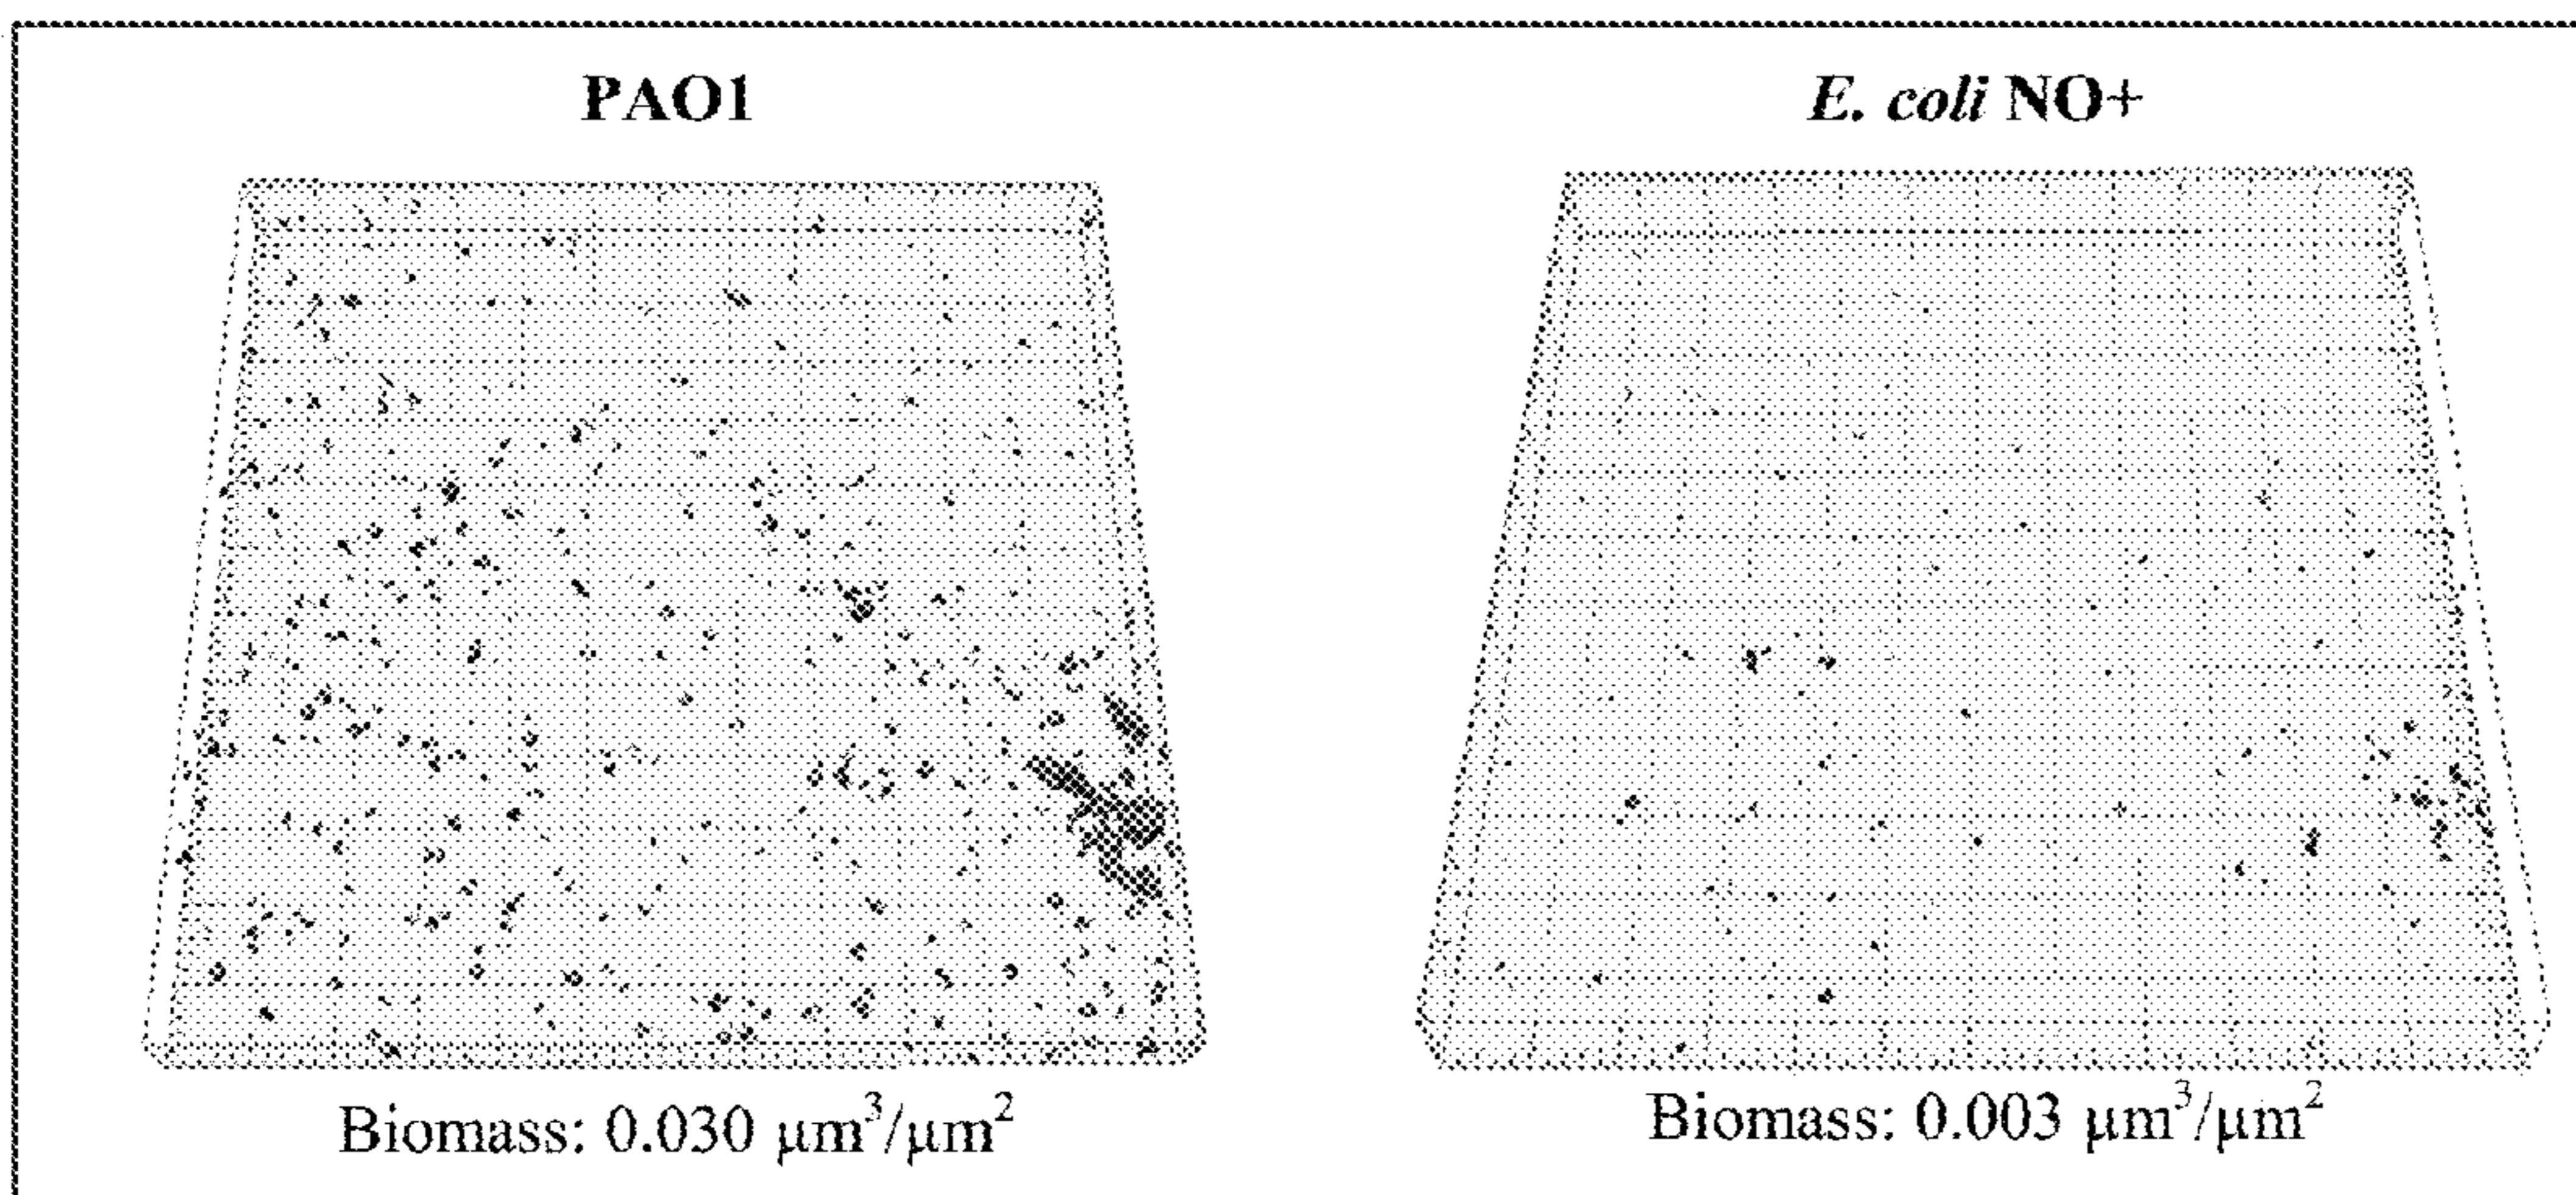 PAO1
E. coli NO+
Biomass: 0.030 μm³/μm²
Biomass: 0.003 μm³/μm²